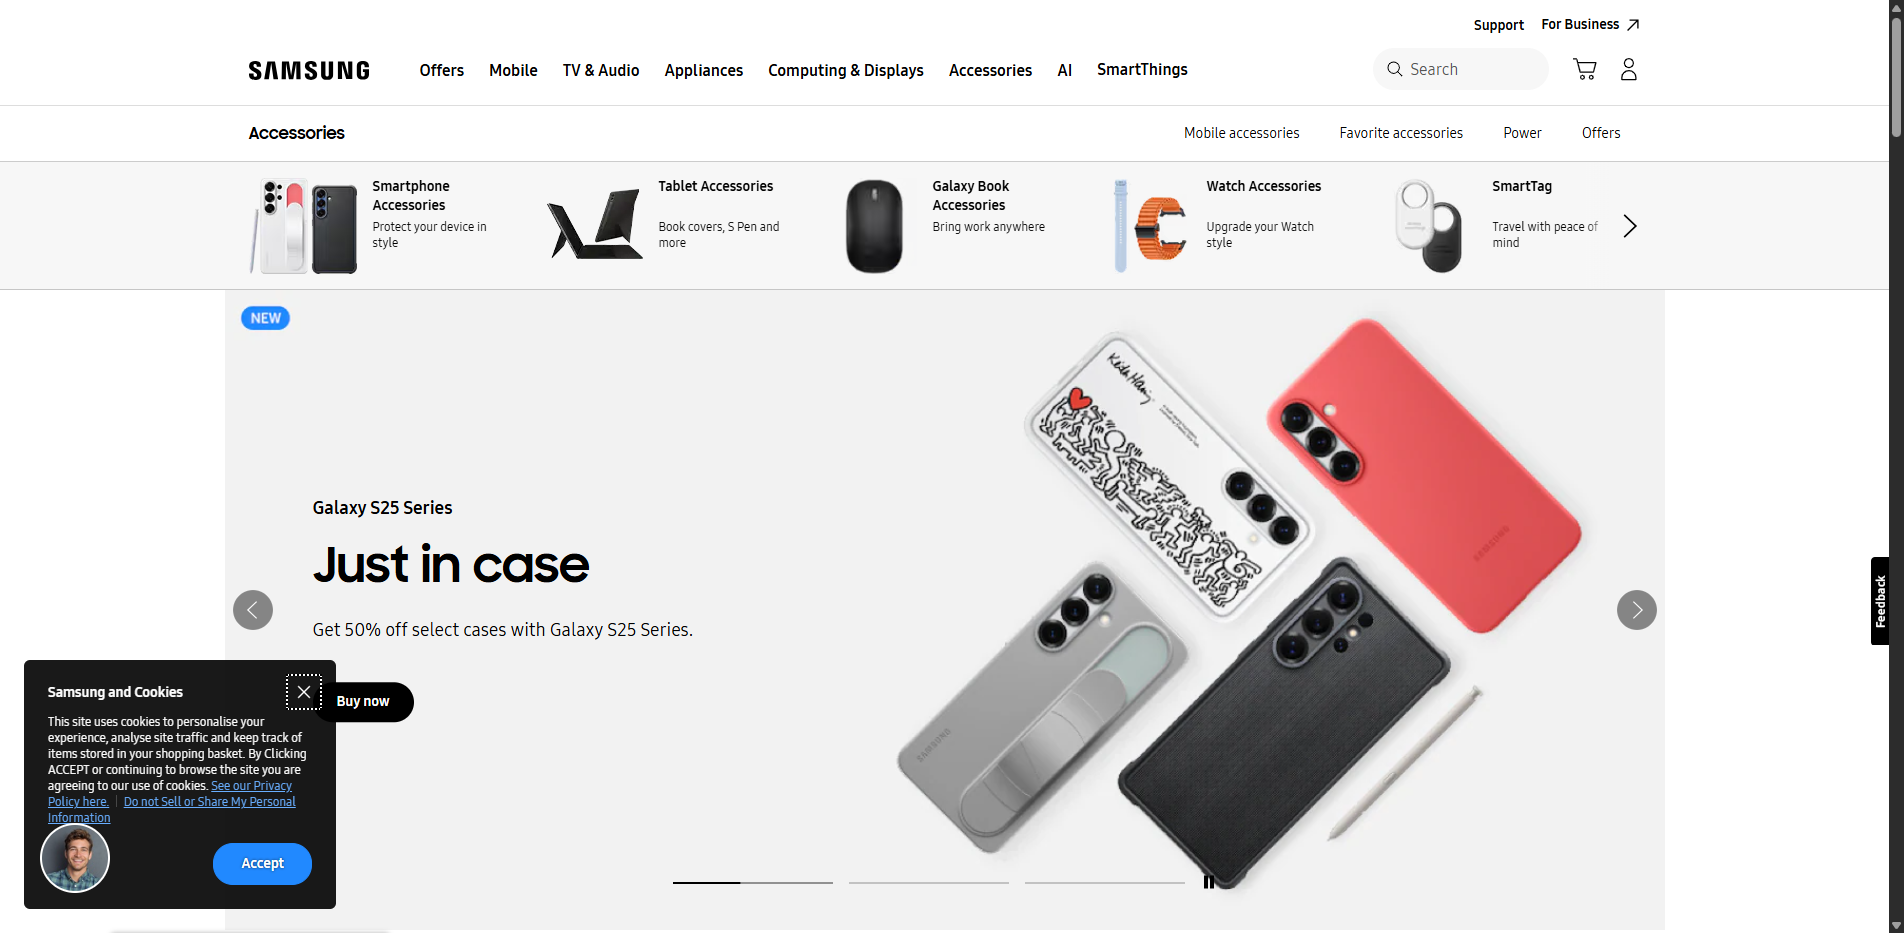 Support
For Business
SAMSUNG
Offers
Mobile
TV & Audio
Appliances
Computing & Displays
Accessories
AI
SmartThings
Search
Accessories
Mobile accessories
Favorite accessories
Power
Offers
Smartphone
Accessories
Protect your device in
style
Tablet Accessories
Book covers, S Pen and
more
Galaxy Book
Accessories
Bring work anywhere
Watch Accessories
Upgrade your Watch
style
SmartTag
Travel with peace of
mind
NEW
Galaxy S25 Series
Just in case
Get 50% off select cases with Galaxy S25 Series.
Buy now
Keith Haring
SAMSUNG
SAMSUNG
Feedback
Samsung and Cookies
This site uses cookies to personalise your
experience, analyse site traffic and keep track of
items stored in your shopping basket. By Clicking
ACCEPT or continuing to browse the site you are
agreeing to our use of cookies. See our Privacy
Policy here. | Do not Sell or Share My Personal
Information
Accept